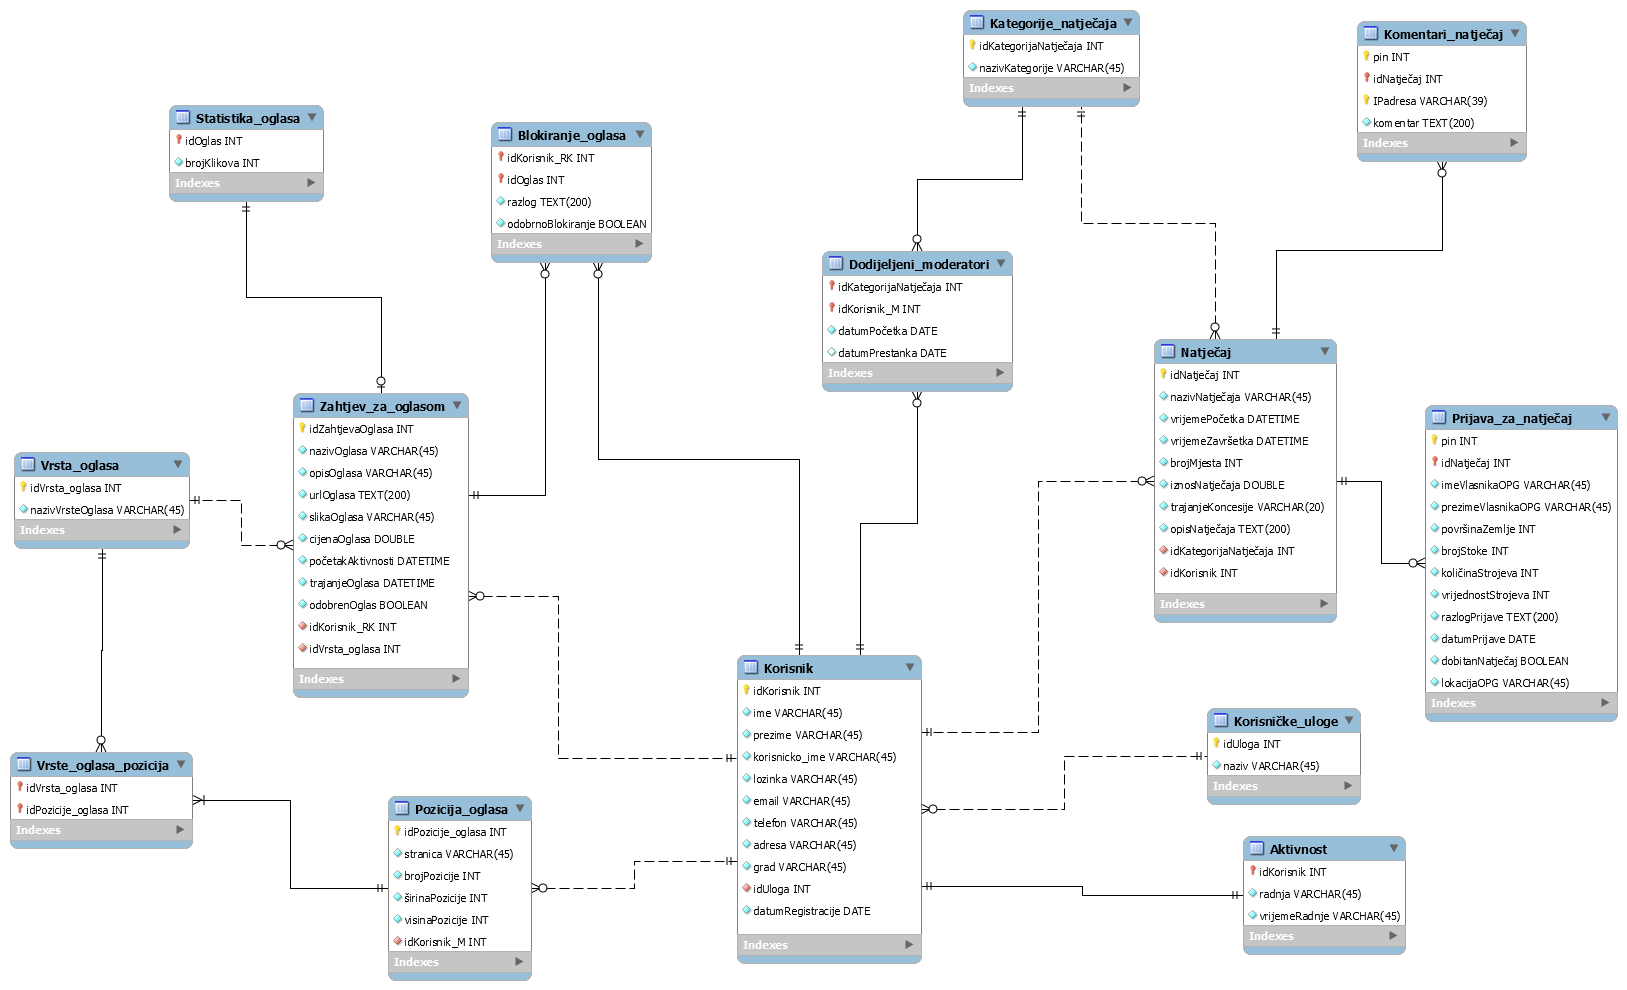 Kategorije_natječaja
idKategorijaNatječaja INT
nazivKategorije VARCHAR(45)
Indexes
Komentari_natječaj
pin INT
idNatječaj INT
IPadresa VARCHAR(39)
komentar TEXT(200)
Indexes
Statistika_oglasa
idOglas INT
brojKlikova INT
Indexes
Blokiranje_oglasa
idKorisnik_RK INT
idOglas INT
razlog TEXT(200)
odobrnoBlokiranje BOOLEAN
Indexes
Dodijeljeni_moderatori
idKategorijaNatječaja INT
idKorisnik_M INT
datumPočetka DATE
datumPrestanka DATE
Indexes
Natječaj
idNatječaj INT
nazivNatječaja VARCHAR(45)
vrijemePočetka DATETIME
vrijemeZavršetka DATETIME
brojMjesta INT
iznosNatječaja DOUBLE
trajanjeKoncesije VARCHAR(20)
opisNatječaja TEXT(200)
idKategorijaNatječaja INT
idKorisnik INT
Indexes
Zahtjev_za_oglasom
idZahtjevaOglasa INT
nazivOglasa VARCHAR(45)
opisOglasa VARCHAR(45)
urlOglasa TEXT(200)
slikaOglasa VARCHAR(45)
cijenaOglasa DOUBLE
početakAktivnosti DATETIME
trajanjeOglasa DATETIME
odobrenOglas BOOLEAN
idKorisnik_RK INT
idVrsta_oglasa INT
Indexes
Prijava_za_natječaj
pin INT
idNatječaj INT
imeVlasnikaOPG VARCHAR(45)
prezimeVlasnikaOPG VARCHAR(45)
površinaZemlje INT
brojStoke INT
količinaStrojeva INT
vrijednostStrojeva INT
razlogPrijave TEXT(200)
datumPrijave DATE
dobitanNatječaj BOOLEAN
lokacijaOPG VARCHAR(45)
Indexes
Vrsta_oglasa
idVrsta_oglasa INT
nazivVrsteOglasa VARCHAR(45)
Indexes
Korisnik
idKorisnik INT
ime VARCHAR(45)
prezime VARCHAR(45)
korisnicko_ime VARCHAR(45)
lozinka VARCHAR(45)
email VARCHAR(45)
telefon VARCHAR(45)
adresa VARCHAR(45)
grad VARCHAR(45)
idUloga INT
datumRegistracije DATE
Indexes
Korisničke_uloge
idUloga INT
naziv VARCHAR(45)
Indexes
Vrste_oglasa_pozicija
idVrsta_oglasa INT
idPozicije_oglasa INT
Indexes
Pozicija_oglasa
idPozicije_oglasa INT
stranica VARCHAR(45)
brojPozicije INT
širinaPozicije INT
visinaPozicije INT
idKorisnik_M INT
Indexes
Aktivnost
idKorisnik INT
radnja VARCHAR(45)
vrijemeRadnje VARCHAR(45)
Indexes